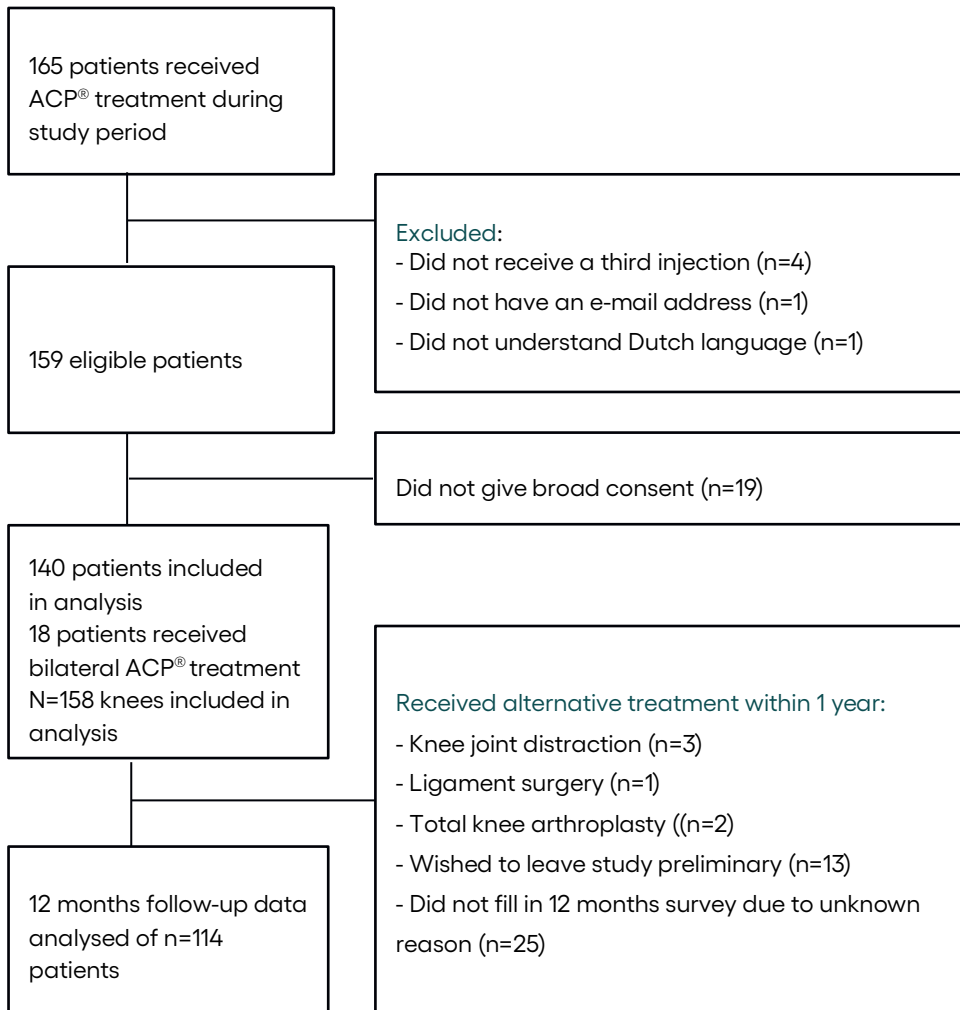 165 patients received
ACP® treatment during
study period
Excluded:
- Did not receive a third injection (n=4)
- Did not have an e-mail address (n=1)
- Did not understand Dutch language (n=1)
159 eligible patients
Did not give broad consent (n=19)
140 patients included
in analysis
18 patients received
bilateral ACP® treatment
N=158 knees included in
analysis
Received alternative treatment within 1 year:
- Knee joint distraction (n=3)
- Ligament surgery (n=1)
- Total knee arthroplasty ((n=2)
- Wished to leave study preliminary (n=13)
- Did not fill in 12 months survey due to unknown
reason (n=25)
12 months follow-up data
analysed of n=114
patients